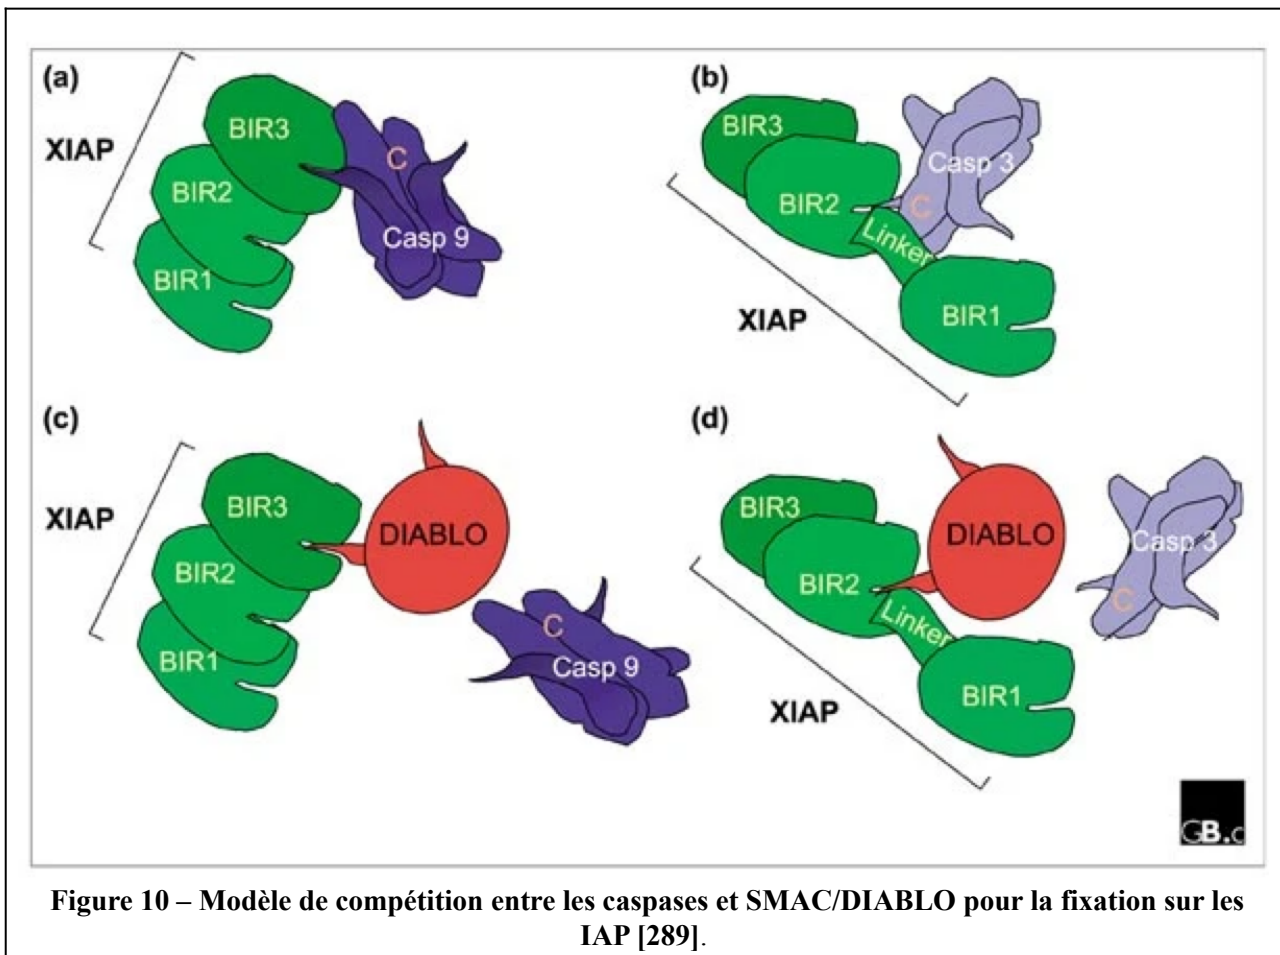 (a)
XIAP
BIR3
BIR2
BIR1
C
Casp 9
(b)
BIR3
BIR2
Linker
BIR1
C
Casp 3
XIAP
(c)
XIAP
BIR3
BIR2
BIR1
DIABLO
C
Casp 9
(d)
BIR3
BIR2
Linker
BIR1
DIABLO
C
Casp 3
XIAP
GB.c
Figure 10 – Modèle de compétition entre les caspases et SMAC/DIABLO pour la fixation sur les
IAP [289].